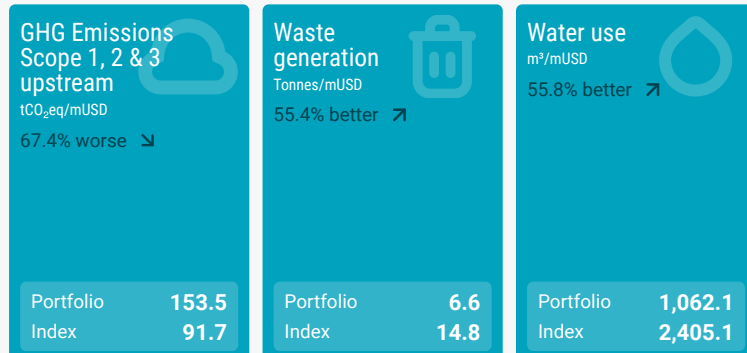 GHG Emissions
Scope 1, 2 & 3
upstream
tCO₂eq/mUSD
67.4% worse
Portfolio 153.5
Index 91.7
Waste
generation
Tonnes/mUSD
55.4% better
Portfolio 6.6
Index 14.8
Water use
m³/mUSD
55.8% better
Portfolio 1,062.1
Index 2,405.1